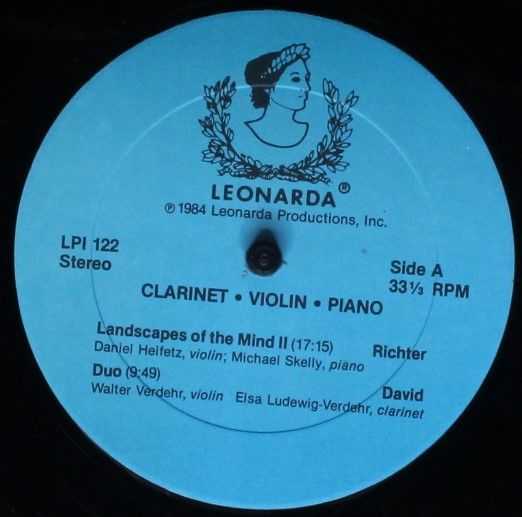 LEONARDA®
℗ 1984 Leonarda Productions, Inc.
LPI 122
Stereo
Side A
33⅓ RPM
CLARINET • VIOLIN • PIANO
Landscapes of the Mind II (17:15) Richter
Daniel Heifetz, violin; Michael Skelly, piano
Duo (9:49) David
Walter Verdehr, violin Elsa Ludewig-Verdehr, clarinet